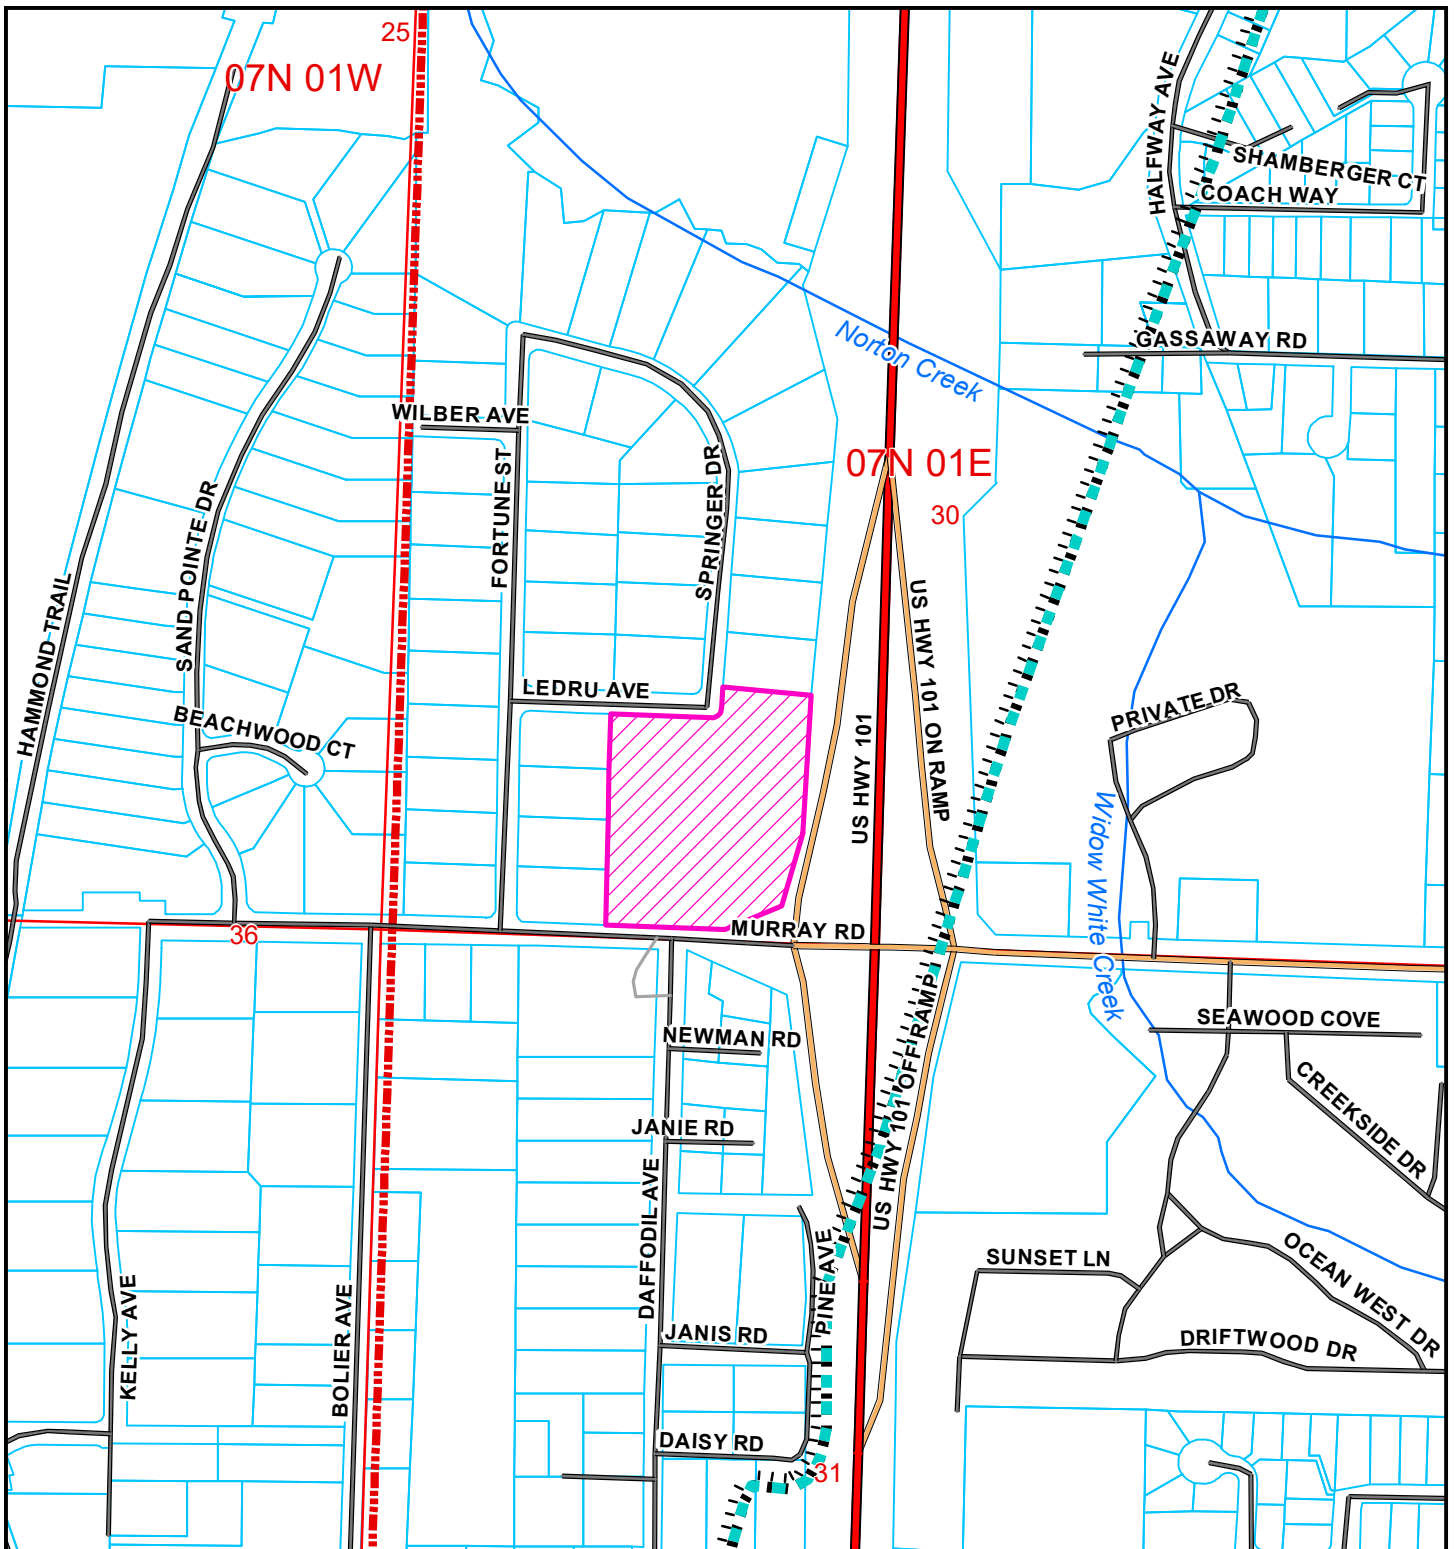 25
07N 01W
HALFWAY AVE
SHAMBERGER CT
COACH WAY
Norton Creek
GASSAWAY RD
WILBER AVE
FORTUNE ST
SPRINGER DR
07N 01E
30
SAND POINTE DR
HAMMOND TRAIL
US HWY 101 ON RAMP
LEDRU AVE
BEACHWOOD CT
US HWY 101
PRIVATE DR
Widow White Creek
36
MURRAY RD
US HWY 101 OFF RAMP
SEAWOOD COVE
NEWMAN RD
CREEKSIDE DR
JANIE RD
DAFFODIL AVE
PINE AVE
SUNSET LN
OCEAN WEST DR
KELLY AVE
BOLIER AVE
JANIS RD
DRIFTWOOD DR
DAISY RD
31